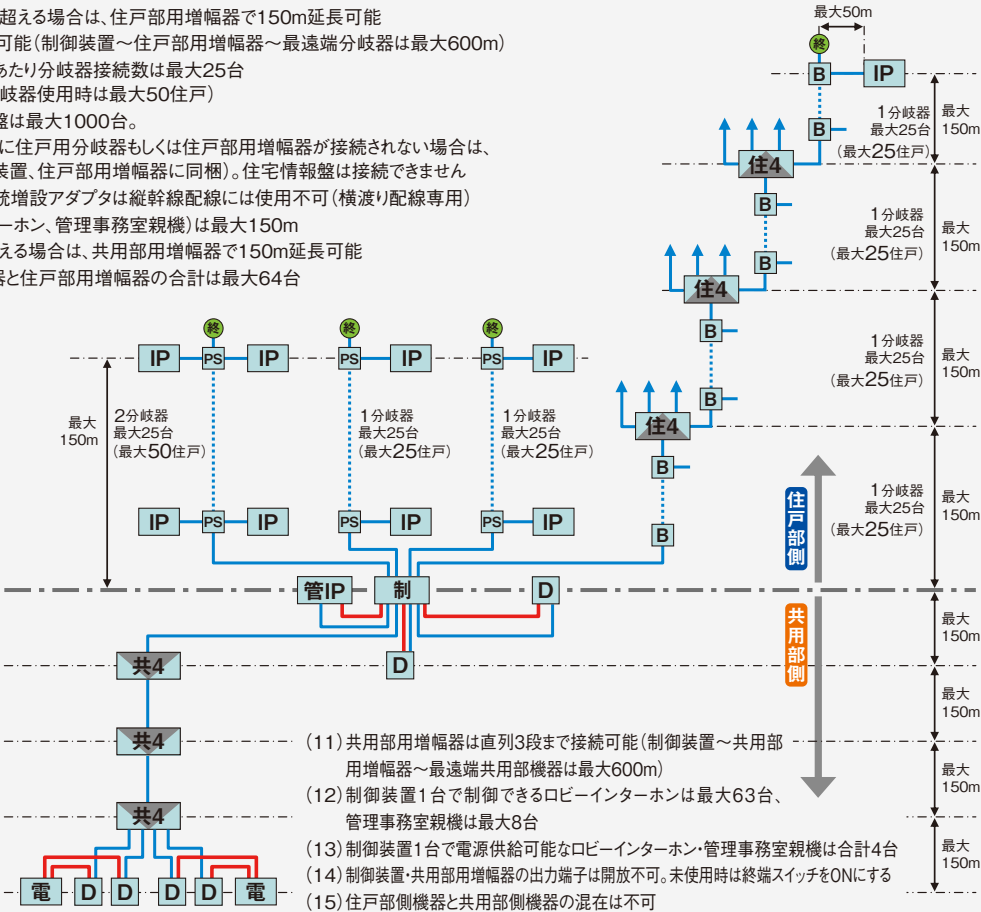 超える場合は、住戸部用増幅器で150m延長可能
可能(制御装置～住戸部用増幅器～最遠端分岐器は最大600m)
あたり分岐器接続数は最大25台
岐器使用時は最大50住戸)
盤は最大1000台。
に住戸用分岐器もしくは住戸部用増幅器が接続されない場合は、
装置、住戸部用増幅器に同梱)。住宅情報盤は接続できません
統増設アダプタは縦幹線配線には使用不可(横渡り配線専用)
ーホン、管理事務室親機)は最大150m
える場合は、共用部用増幅器で150m延長可能
器と住戸部用増幅器の合計は最大64台
最大50m
終
B
IP
1分岐器
最大25台
(最大25住戸)
最大
150m
B
住4
B
1分岐器
最大25台
(最大25住戸)
最大
150m
B
住4
B
1分岐器
最大25台
(最大25住戸)
最大
150m
B
住4
B
1分岐器
最大25台
(最大25住戸)
最大
150m
B
終
終
終
IP
PS
IP
PS
IP
PS
IP
最大
150m
2分岐器
最大25台
(最大50住戸)
1分岐器
最大25台
(最大25住戸)
1分岐器
最大25台
(最大25住戸)
IP
PS
IP
PS
IP
PS
IP
住戸部側
管IP
制
D
共用部側
最大
150m
共4
D
最大
150m
共4
最大
150m
共4
最大
150m
電
D
D
D
D
電
(11)共用部用増幅器は直列3段まで接続可能(制御装置～共用部
用増幅器～最遠端共用部機器は最大600m)
(12)制御装置1台で制御できるロビーインターホンは最大63台、
管理事務室親機は最大8台
(13)制御装置1台で電源供給可能なロビーインターホン・管理事務室親機は合計4台
(14)制御装置・共用部用増幅器の出力端子は開放不可。未使用時は終端スイッチをONにする
(15)住戸部側機器と共用部側機器の混在は不可